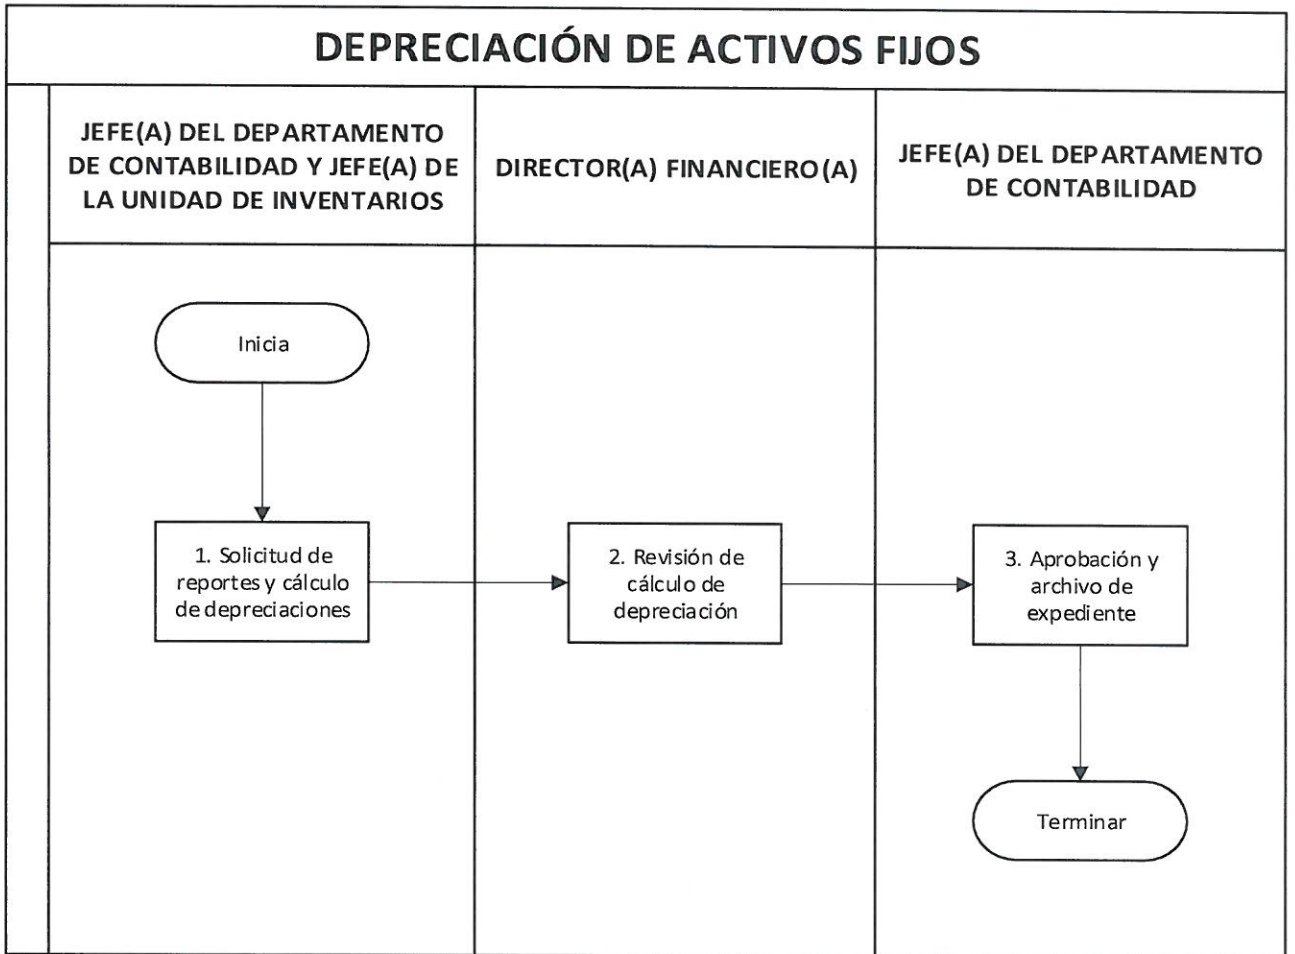 DEPRECIACIÓN DE ACTIVOS FIJOS
JEFE(A) DEL DEPARTAMENTO
DE CONTABILIDAD Y JEFE(A) DE
LA UNIDAD DE INVENTARIOS
DIRECTOR(A) FINANCIERO(A)
JEFE(A) DEL DEPARTAMENTO
DE CONTABILIDAD
Inicia
1. Solicitud de
reportes y cálculo
de depreciaciones
2. Revisión de
cálculo de
depreciación
3. Aprobación y
archivo de
expediente
Terminar